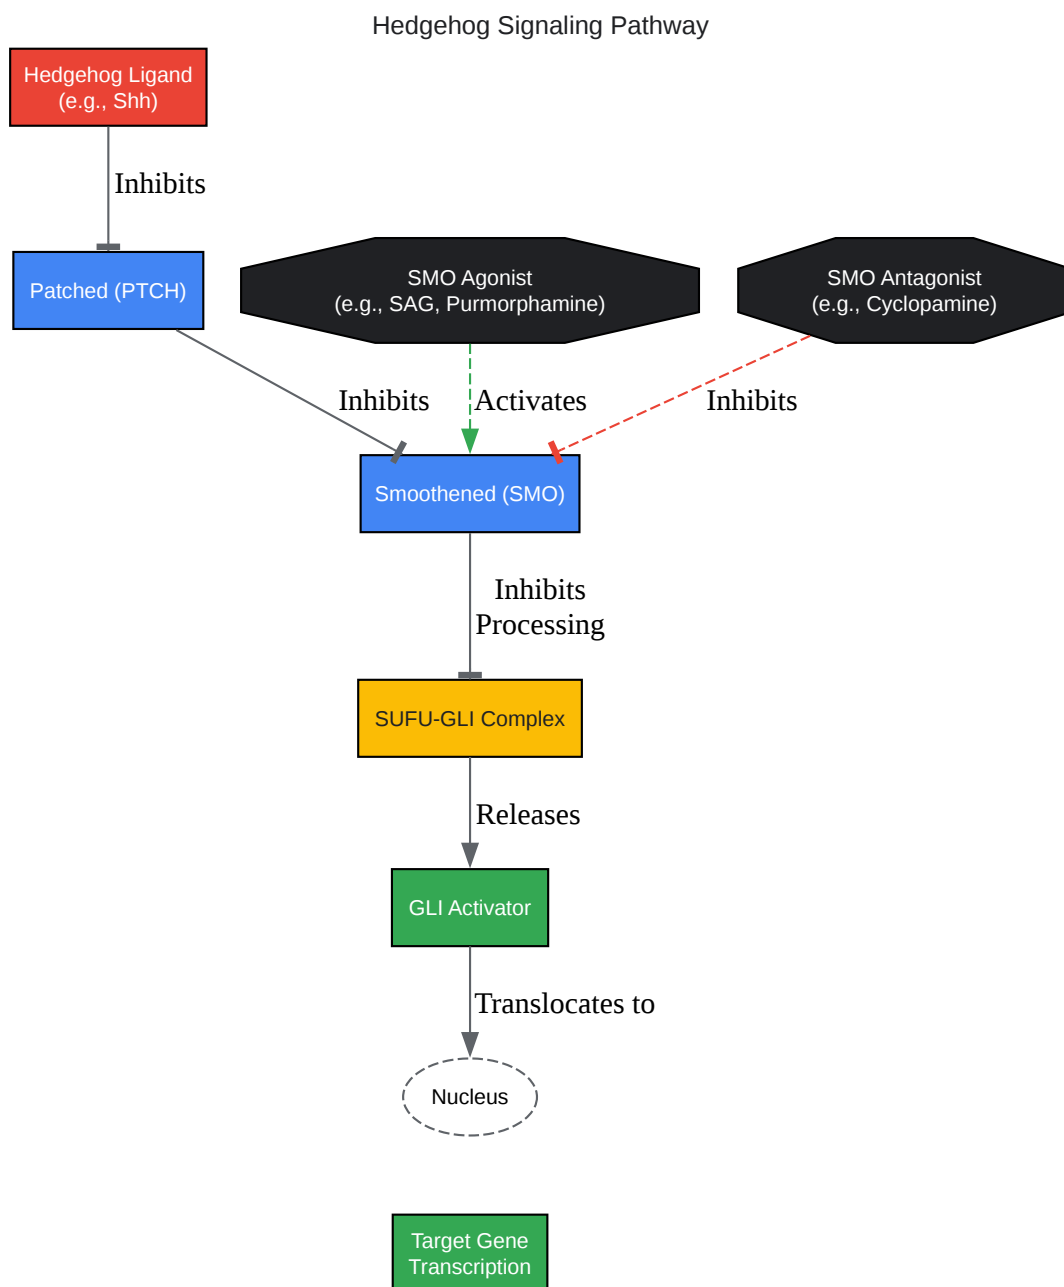 Hedgehog Signaling Pathway
Hedgehog Ligand
(e.g., Shh)
Inhibits
Patched (PTCH)
SMO Agonist
(e.g., SAG, Purmorphamine)
SMO Antagonist
(e.g., Cyclopamine)
Inhibits
Activates
Inhibits
Smoothened (SMO)
Inhibits
Processing
SUFU-GLI Complex
Releases
GLI Activator
Translocates to
Nucleus
Target Gene
Transcription